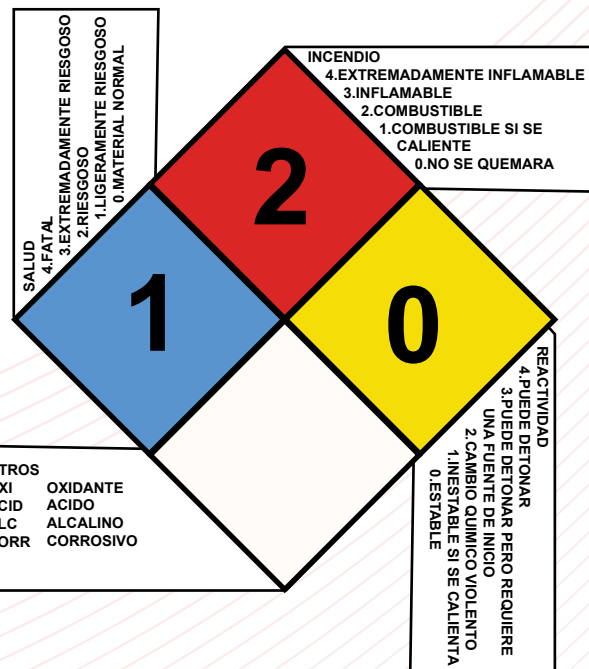 SALUD
4.FATAL
3.EXTREMADAMENTE RIESGOSO
2.RIESGOSO
1.LIGERAMENTE RIESGOSO
0.MATERIAL NORMAL
INCENDIO
4.EXTREMADAMENTE INFLAMABLE
3.INFLAMABLE
2.COMBUSTIBLE
1.COMBUSTIBLE SI SE
CALIENTE
0.NO SE QUEMARA
2
1
0
REACTIVIDAD
4.PUEDE DETONAR
3.PUEDE DETONAR PERO REQUIERE
UNA FUENTE DE INICIO
2.CAMBIO QUIMICO VIOLENTO
1.INESTABLE SI SE CALIENTA
0.ESTABLE
TROS
XI OXIDANTE
CID ACIDO
LC ALCALINO
ORR CORROSIVO